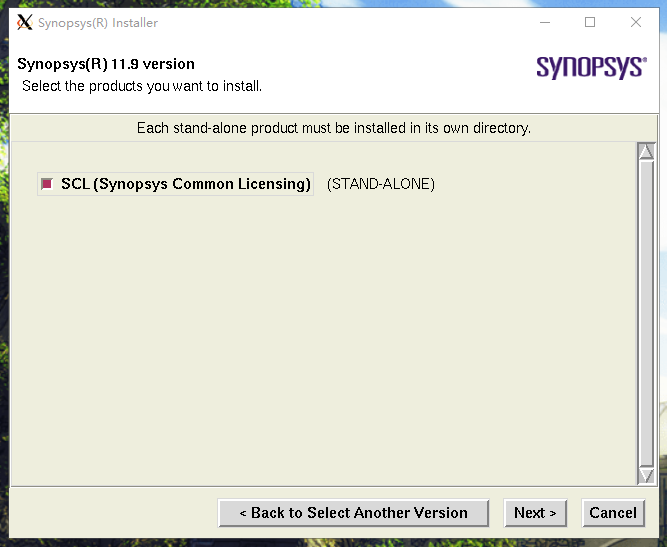 Synopsys(R) Installer
Synopsys(R) 11.9 version
Select the products you want to install.
SYNOPSYS®
Each stand-alone product must be installed in its own directory.
SCL (Synopsys Common Licensing) (STAND-ALONE)
< Back to Select Another Version Next > Cancel